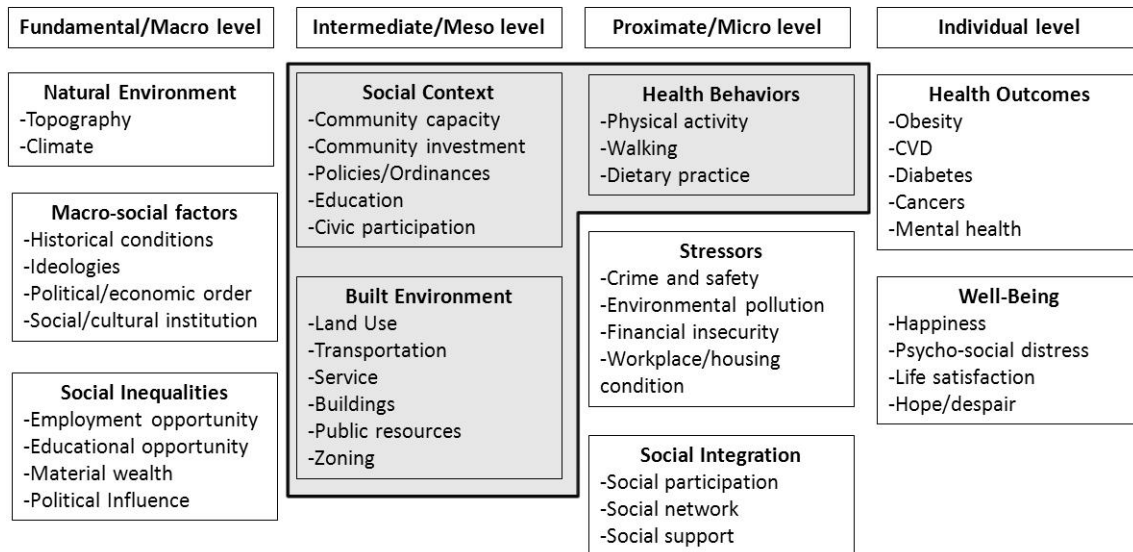 Fundamental/Macro level
Intermediate/Meso level
Proximate/Micro level
Individual level
Natural Environment
-Topography
-Climate
Macro-social factors
-Historical conditions
-Ideologies
-Political/economic order
-Social/cultural institution
Social Inequalities
-Employment opportunity
-Educational opportunity
-Material wealth
-Political Influence
Social Context
-Community capacity
-Community investment
-Policies/Ordinances
-Education
-Civic participation
Built Environment
-Land Use
-Transportation
-Service
-Buildings
-Public resources
-Zoning
Health Behaviors
-Physical activity
-Walking
-Dietary practice
Stressors
-Crime and safety
-Environmental pollution
-Financial insecurity
-Workplace/housing
condition
Social Integration
-Social participation
-Social network
-Social support
Health Outcomes
-Obesity
-CVD
-Diabetes
-Cancers
-Mental health
Well-Being
-Happiness
-Psycho-social distress
-Life satisfaction
-Hope/despair